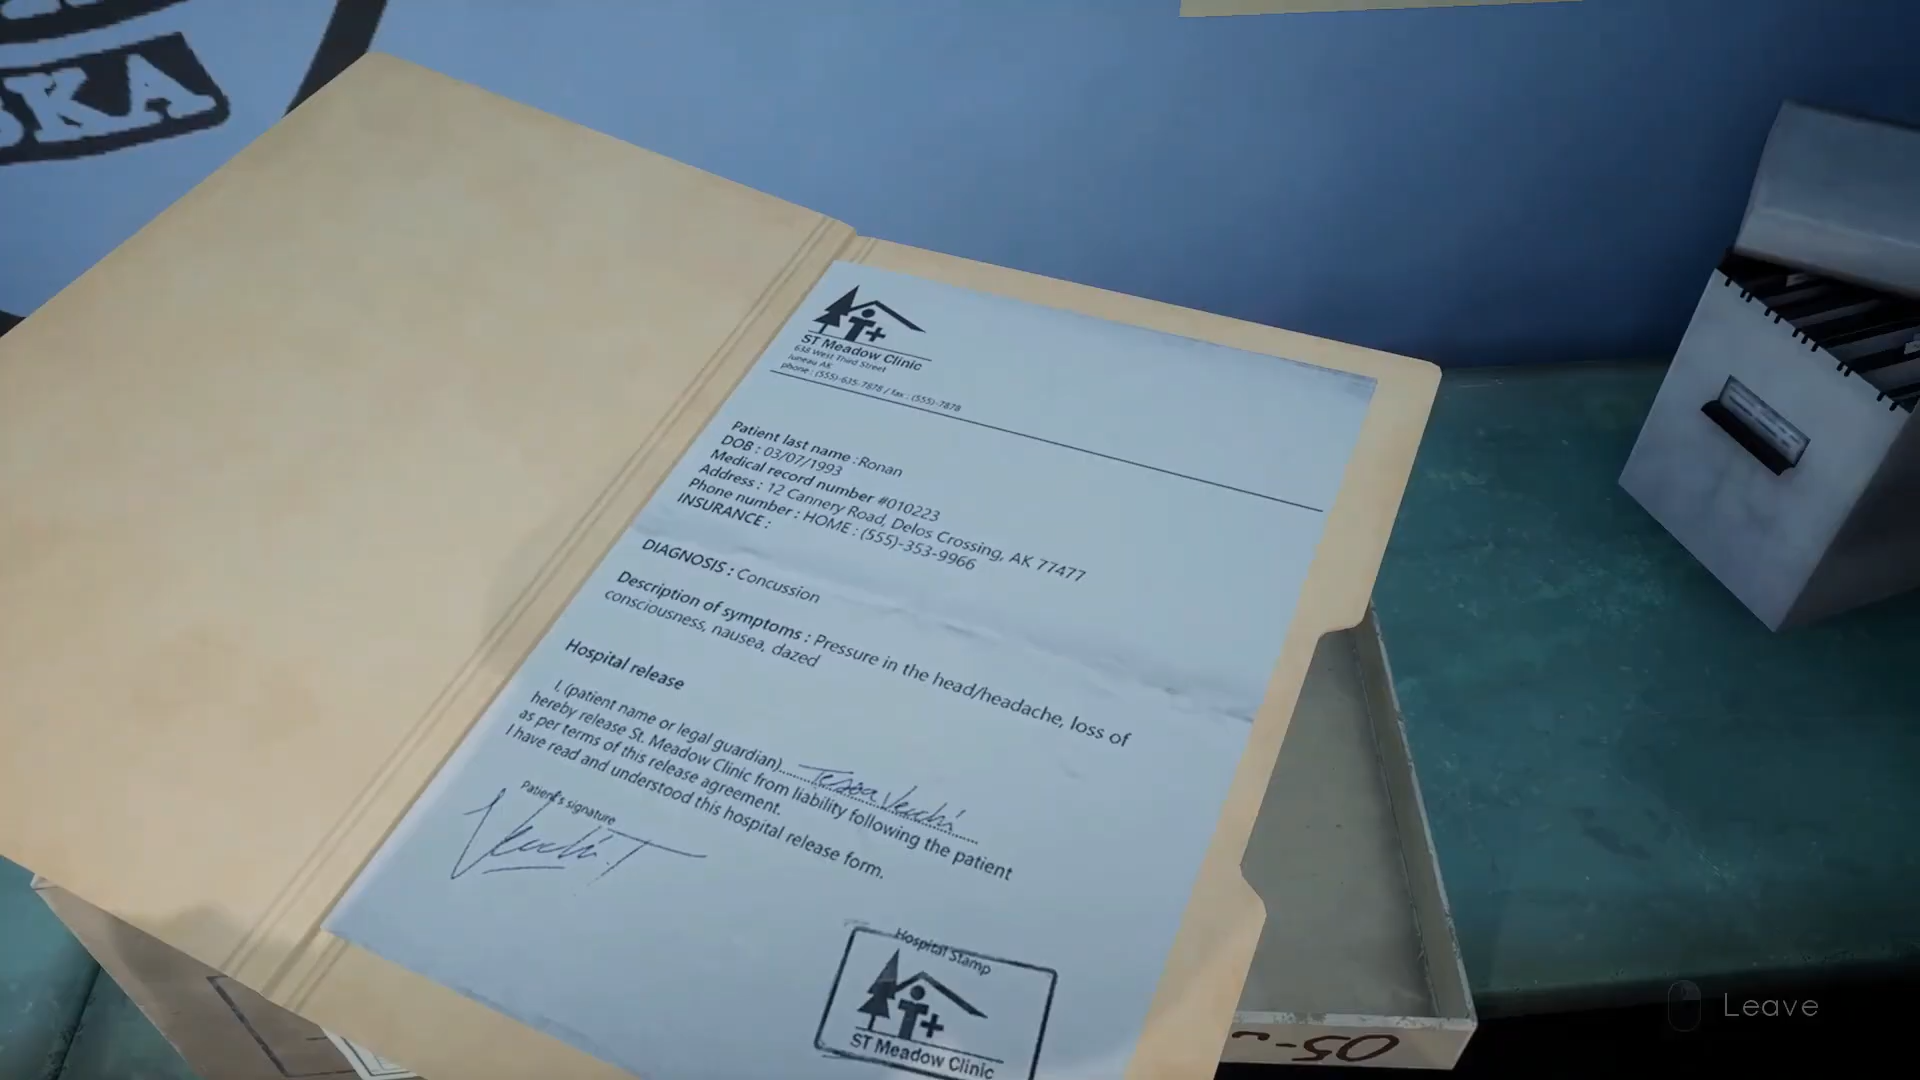 SKA
ST Meadow Clinic
638 West Third Street
Juneau AK
phone : (555)-635-7878 / fax : (555)-7878
Patient last name :Ronan
DOB : 03/07/1993
Medical record number #010223
Address : 12 Cannery Road, Delos Crossing, AK 77477
Phone number : HOME : (555)-353-9966
INSURANCE :
DIAGNOSIS : Concussion
Description of symptoms : Pressure in the head/headache, loss of
consciousness, nausea, dazed
Hospital release
I, (patient name or legal guardian)..... Tessa Vecchi .....
hereby release St. Meadow Clinic from liability following the patient
as per terms of this release agreement.
I have read and understood this hospital release form.
Patient's signature
Vecchi T
Hospital Stamp
ST Meadow Clinic
Leave